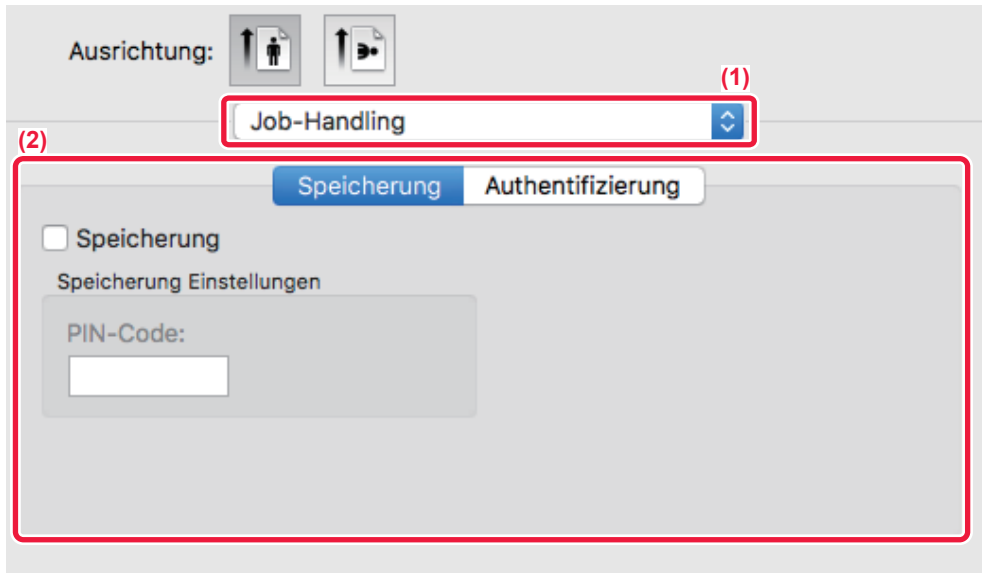 Ausrichtung:
(1)
Job-Handling
(2)
Speicherung Authentifizierung
Speicherung
Speicherung Einstellungen
PIN-Code: